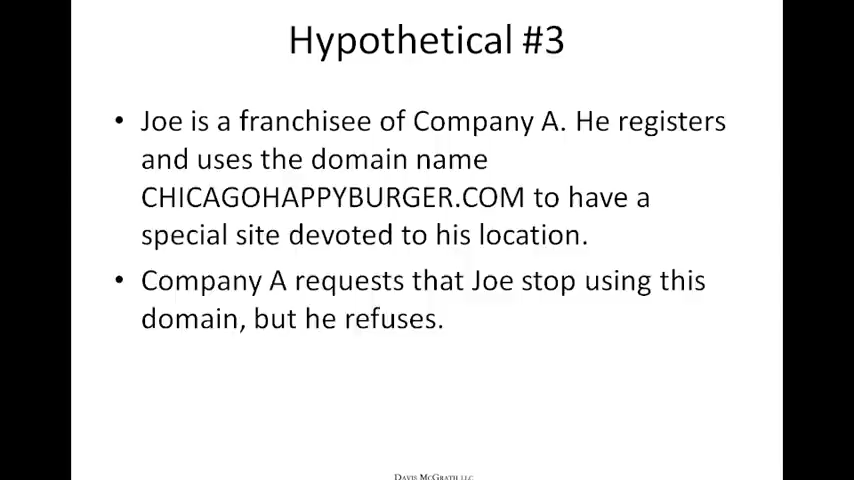 Hypothetical #3
• Joe is a franchisee of Company A. He registers
and uses the domain name
CHICAGOHAPPYBURGER.COM to have a
special site devoted to his location.
• Company A requests that Joe stop using this
domain, but he refuses.
DAVIS MCGRATH LLC